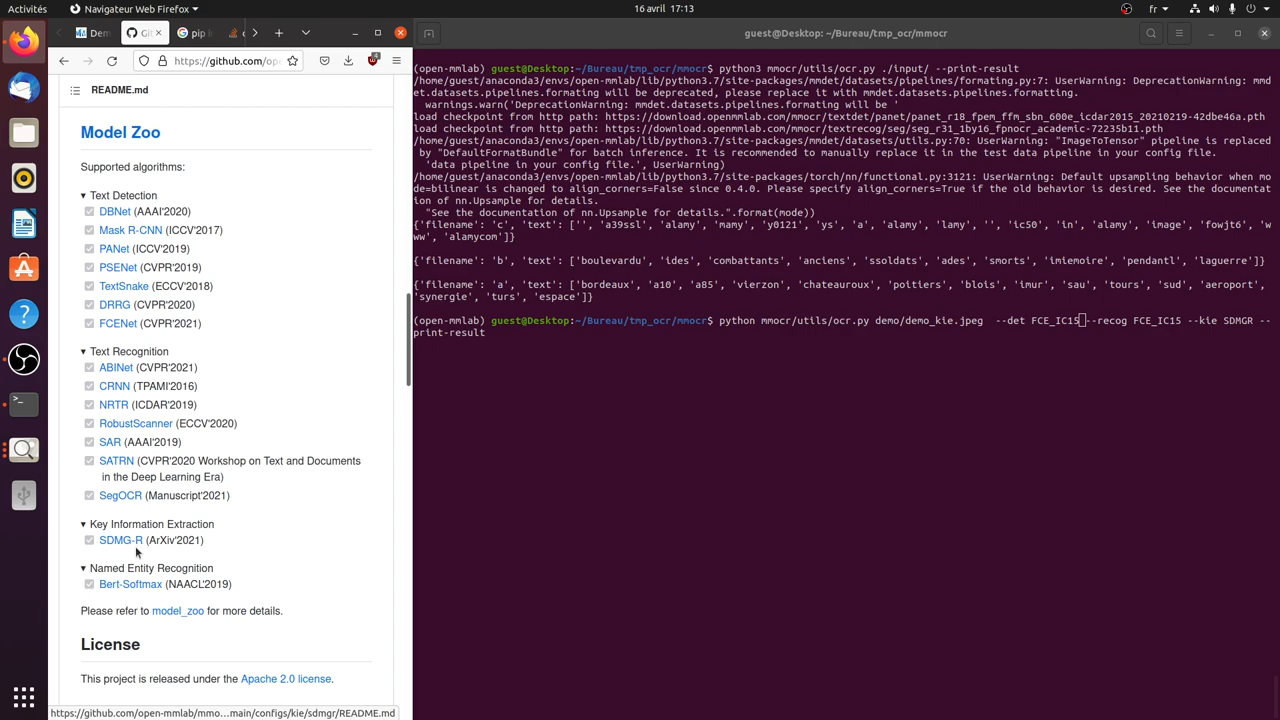 Activités
Navigateur Web Firefox
16 avril 17:13
fr
Dem
Git
pip i
guest@Desktop: ~/Bureau/tmp_ocr/mmocr
https://github.com/op
4
README.md
Model Zoo
Supported algorithms:
Text Detection
DBNet (AAAI'2020)
Mask R-CNN (ICCV'2017)
PANet (ICCV'2019)
PSENet (CVPR'2019)
TextSnake (ECCV'2018)
DRRG (CVPR'2020)
FCENet (CVPR'2021)
Text Recognition
ABINet (CVPR'2021)
CRNN (TPAMI'2016)
NRTR (ICDAR'2019)
RobustScanner (ECCV'2020)
SAR (AAAI'2019)
SATRN (CVPR'2020 Workshop on Text and Documents
in the Deep Learning Era)
SegOCR (Manuscript'2021)
Key Information Extraction
SDMG-R (ArXiv'2021)
Named Entity Recognition
Bert-Softmax (NAACL'2019)
Please refer to model_zoo for more details.
License
This project is released under the Apache 2.0 license.
https://github.com/open-mmlab/mmo…main/configs/kie/sdmgr/README.md
(open-mmlab) guest@Desktop:~/Bureau/tmp_ocr/mmocr$ python3 mmocr/utils/ocr.py ./input/ --print-result
/home/guest/anaconda3/envs/open-mmlab/lib/python3.7/site-packages/mmdet/datasets/pipelines/formating.py:7: UserWarning: DeprecationWarning: mm
det.datasets.pipelines.formating will be deprecated, please replace it with mmdet.datasets.pipelines.formatting.
warnings.warn('DeprecationWarning: mmdet.datasets.pipelines.formating will be '
load checkpoint from http path: https://download.openmmlab.com/mmocr/textdet/panet/panet_r18_fpem_ffm_sbn_600e_icdar2015_20210219-42dbe46a.pth
load checkpoint from http path: https://download.openmmlab.com/mmocr/textrecog/seg/seg_r31_1by16_fpnocr_academic-72235b11.pth
/home/guest/anaconda3/envs/open-mmlab/lib/python3.7/site-packages/mmdet/datasets/utils.py:70: UserWarning: "ImageToTensor" pipeline is replaced
by "DefaultFormatBundle" for batch inference. It is recommended to manually replace it in the test data pipeline in your config file.
'data pipeline in your config file.', UserWarning)
/home/guest/anaconda3/envs/open-mmlab/lib/python3.7/site-packages/torch/nn/functional.py:3121: UserWarning: Default upsampling behavior when mo
de=bilinear is changed to align_corners=False since 0.4.0. Please specify align_corners=True if the old behavior is desired. See the documentat
ion of nn.Upsample for details.
"See the documentation of nn.Upsample for details.".format(mode))
{'filename': 'c', 'text': ['', 'a39ssl', 'alamy', 'mamy', 'y0121', 'ys', 'a', 'alamy', 'lamy', '', 'ic50', 'in', 'alamy', 'image', 'fowjt6', 'w
ww', 'alamycom']}
{'filename': 'b', 'text': ['boulevardu', 'ides', 'combattants', 'anciens', 'ssoldats', 'ades', 'smorts', 'imiemoire', 'pendantl', 'laguerre']}
{'filename': 'a', 'text': ['bordeaux', 'a10', 'a85', 'vierzon', 'chateauroux', 'poitiers', 'blois', 'imur', 'sau', 'tours', 'sud', 'aeroport',
'synergie', 'turs', 'espace']}
(open-mmlab) guest@Desktop:~/Bureau/tmp_ocr/mmocr$ python mmocr/utils/ocr.py demo/demo_kie.jpeg  --det FCE_IC15 --recog FCE_IC15 --kie SDMGR --
print-result